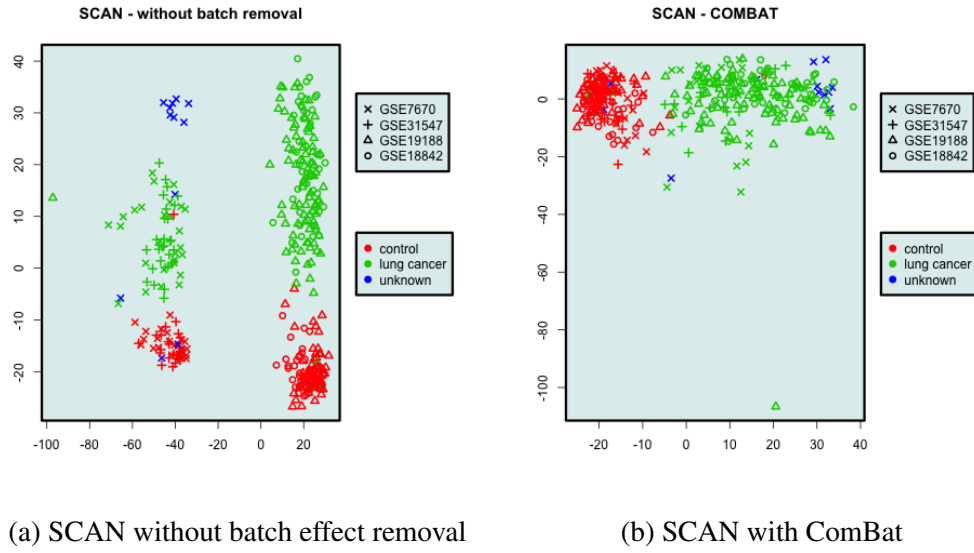 SCAN - without batch removal
40
30
20
10
0
-10
-20
-100
-80
-60
-40
-20
0
20
GSE7670
GSE31547
GSE19188
GSE18842
control
lung cancer
unknown
(a) SCAN without batch effect removal
SCAN - COMBAT
0
-20
-40
-60
-80
-100
-20
-10
0
10
20
30
40
GSE7670
GSE31547
GSE19188
GSE18842
control
lung cancer
unknown
(b) SCAN with ComBat